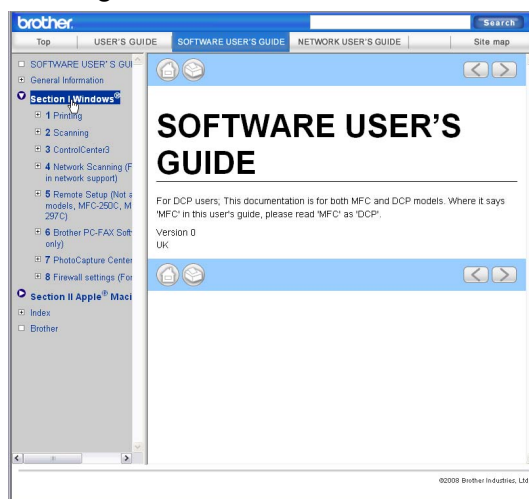 brother.
Search
Top USER'S GUIDE SOFTWARE USER'S GUIDE NETWORK USER'S GUIDE Site map
SOFTWARE USER'S GUI
General Information
Section I Windows®
1 Printing
2 Scanning
3 ControlCenter3
4 Network Scanning (F
in network support)
5 Remote Setup (Not a
models, MFC-250C, M
297C)
6 Brother PC-FAX Soft
only)
7 PhotoCapture Center
8 Firewall settings (For
Section II Apple® Maci
Index
Brother
SOFTWARE USER'S
GUIDE
For DCP users; This documentation is for both MFC and DCP models. Where it says
'MFC' in this user's guide, please read 'MFC' as 'DCP'.
Version 0
UK
©2008 Brother Industries, Ltd